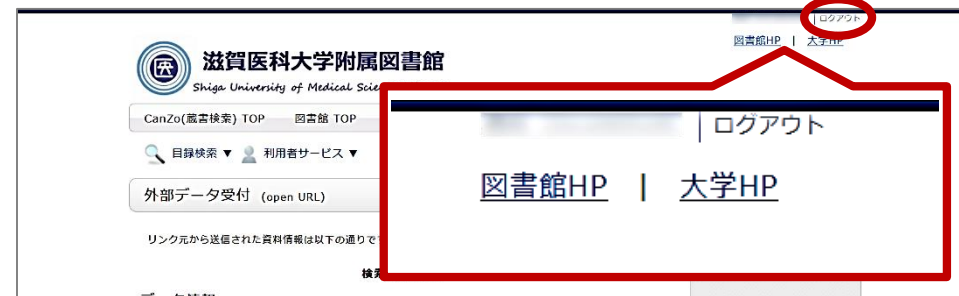 ログアウト
図書館HP | 大学HP
滋賀医科大学附属図書館
Shiga University of Medical Scie
CanZo(蔵書検索) TOP 図書館 TOP
目録検索 ▼ 利用者サービス ▼
外部データ受付 (open URL)
リンク元から送信された資料情報は以下の通りで
検索
| ログアウト
図書館HP | 大学HP